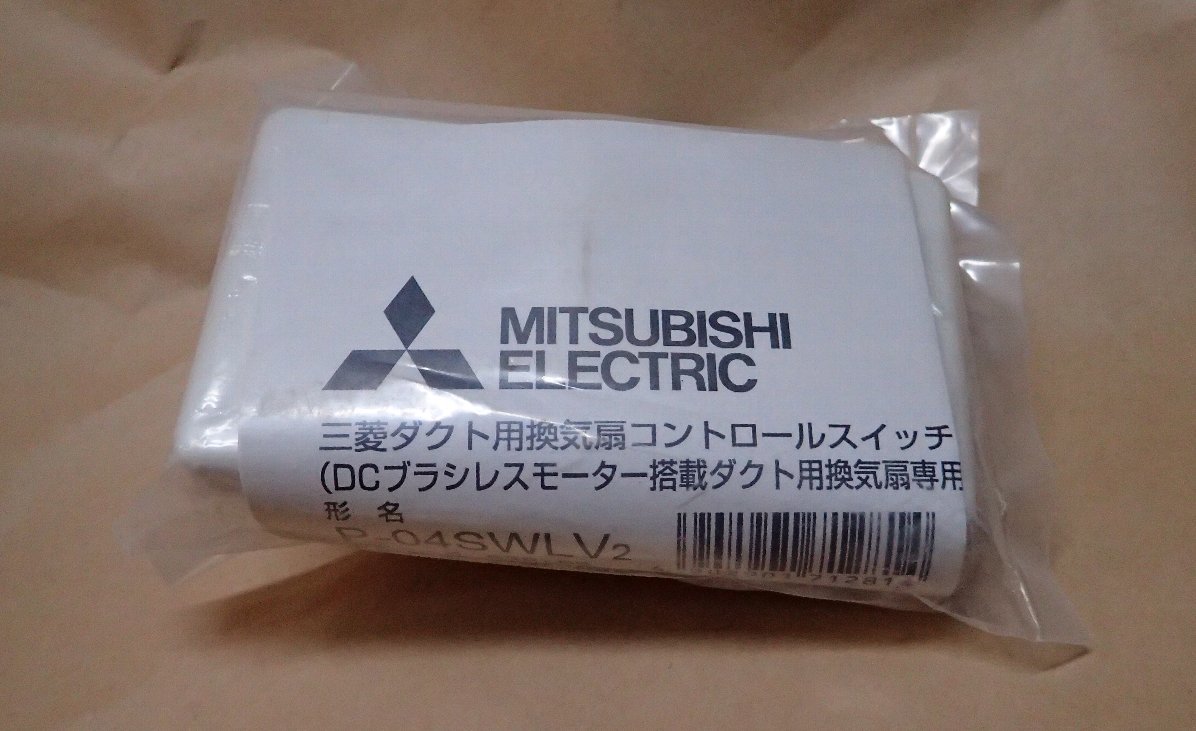 MITSUBISHI
ELECTRIC
三菱ダクト用換気扇コントロールスイッチ
(DCブラシレスモーター搭載ダクト用換気扇専用
形 名
P-04SWLV2